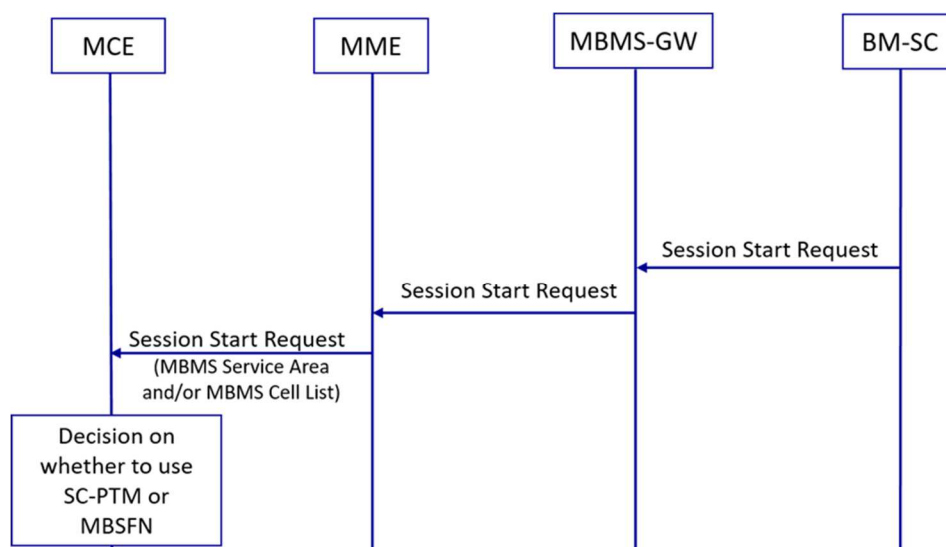 MCE
MME
MBMS-GW
BM-SC
Session Start Request
Session Start Request
Session Start Request
(MBMS Service Area
and/or MBMS Cell List)
Decision on
whether to use
SC-PTM or
MBSFN